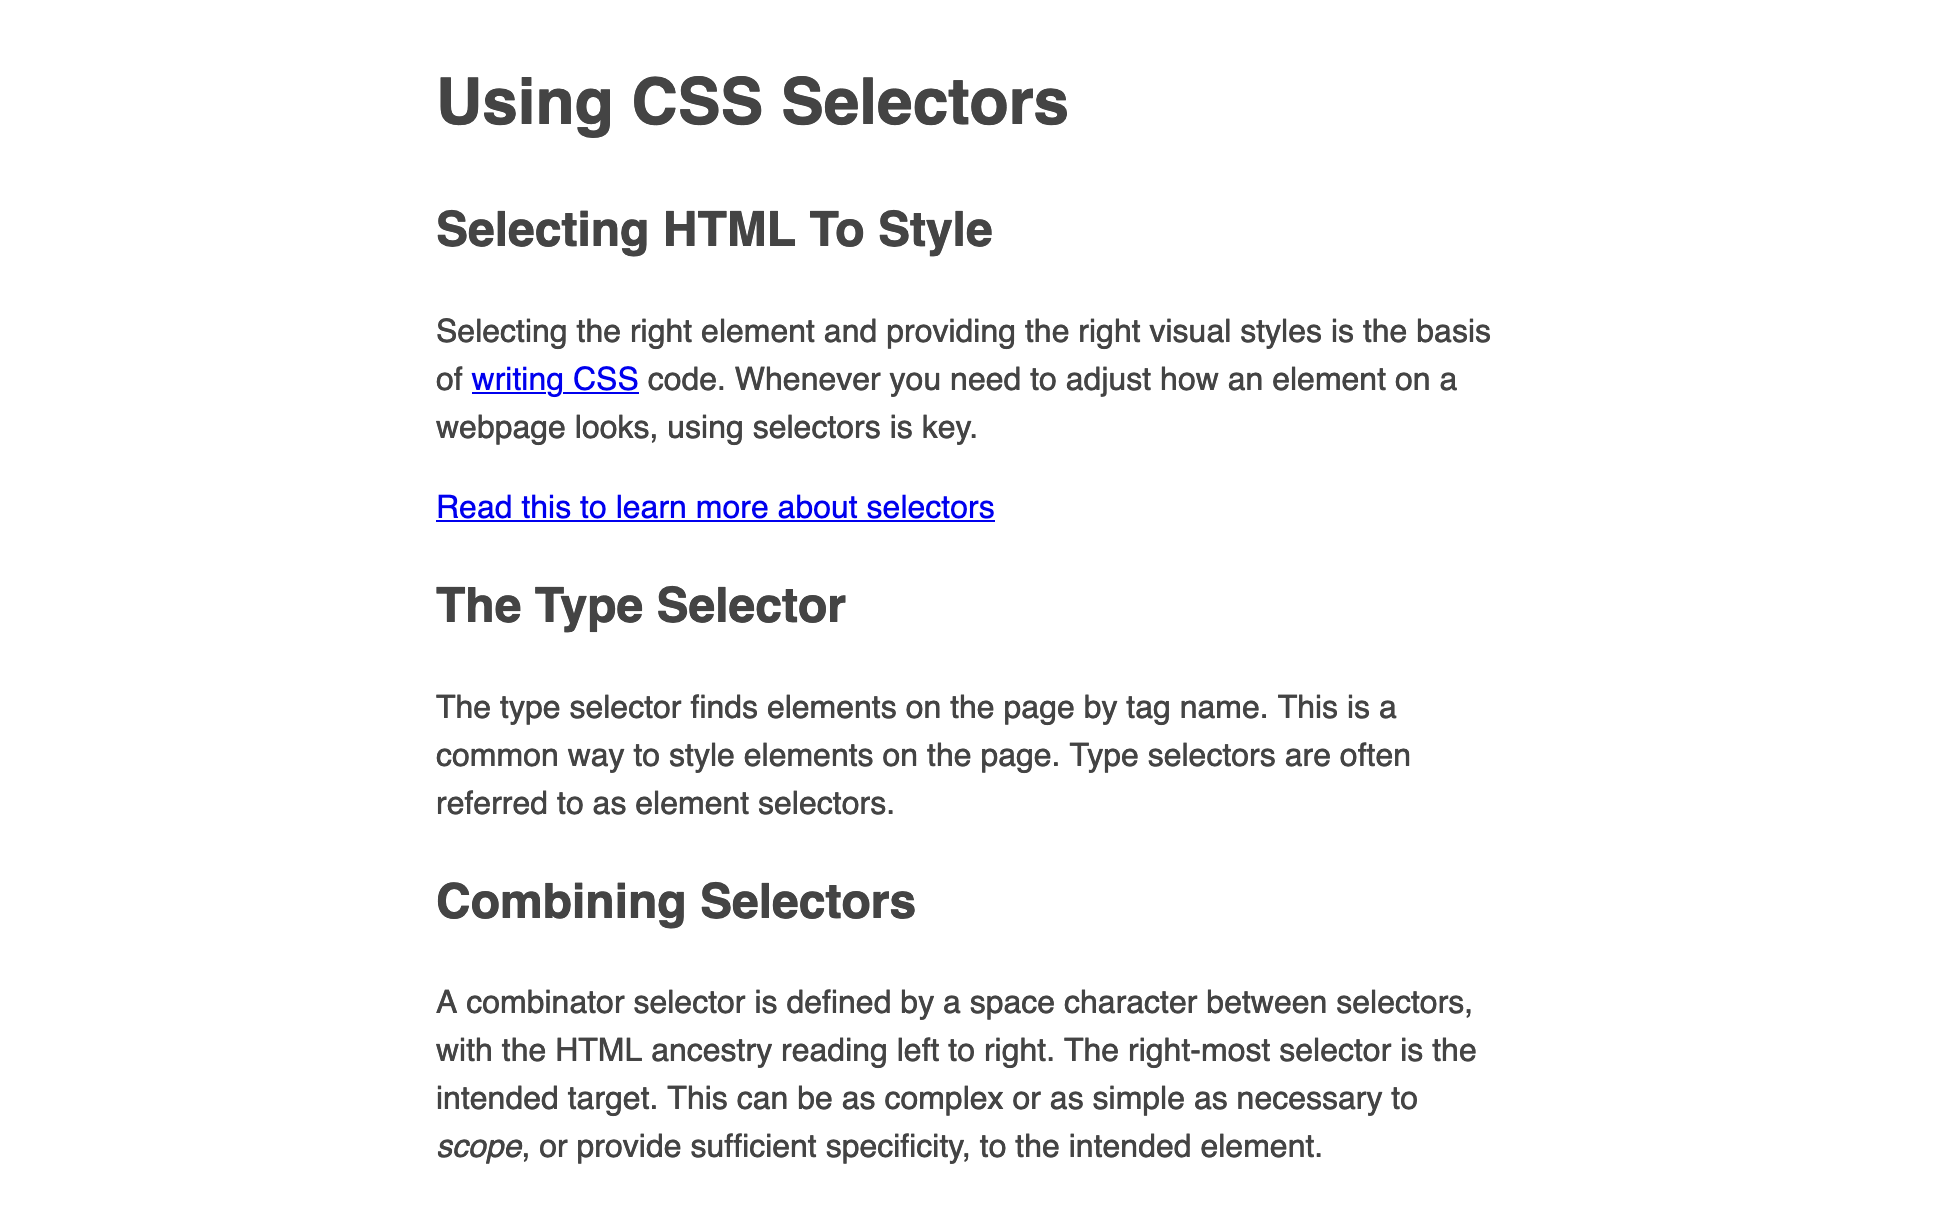 Using CSS Selectors
Selecting HTML To Style
Selecting the right element and providing the right visual styles is the basis
of writing CSS code. Whenever you need to adjust how an element on a
webpage looks, using selectors is key.
Read this to learn more about selectors
The Type Selector
The type selector finds elements on the page by tag name. This is a
common way to style elements on the page. Type selectors are often
referred to as element selectors.
Combining Selectors
A combinator selector is defined by a space character between selectors,
with the HTML ancestry reading left to right. The right-most selector is the
intended target. This can be as complex or as simple as necessary to
scope, or provide sufficient specificity, to the intended element.